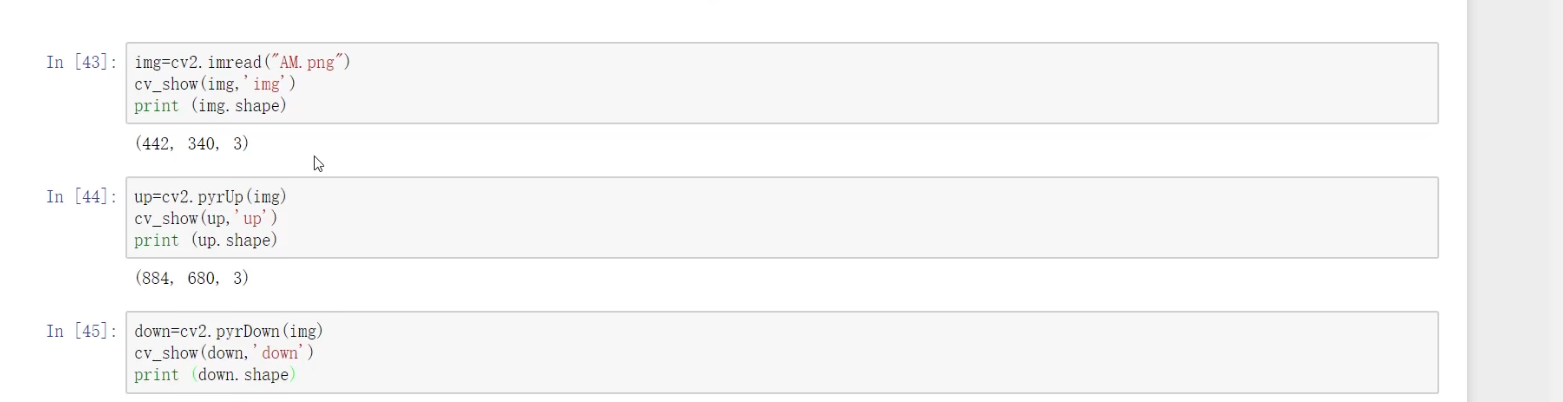 In [43]: img=cv2.imread("AM.png")
cv_show(img,'img')
print (img.shape)
(442, 340, 3)
In [44]: up=cv2.pyrUp(img)
cv_show(up,'up')
print (up.shape)
(884, 680, 3)
In [45]: down=cv2.pyrDown(img)
cv_show(down,'down')
print (down.shape)